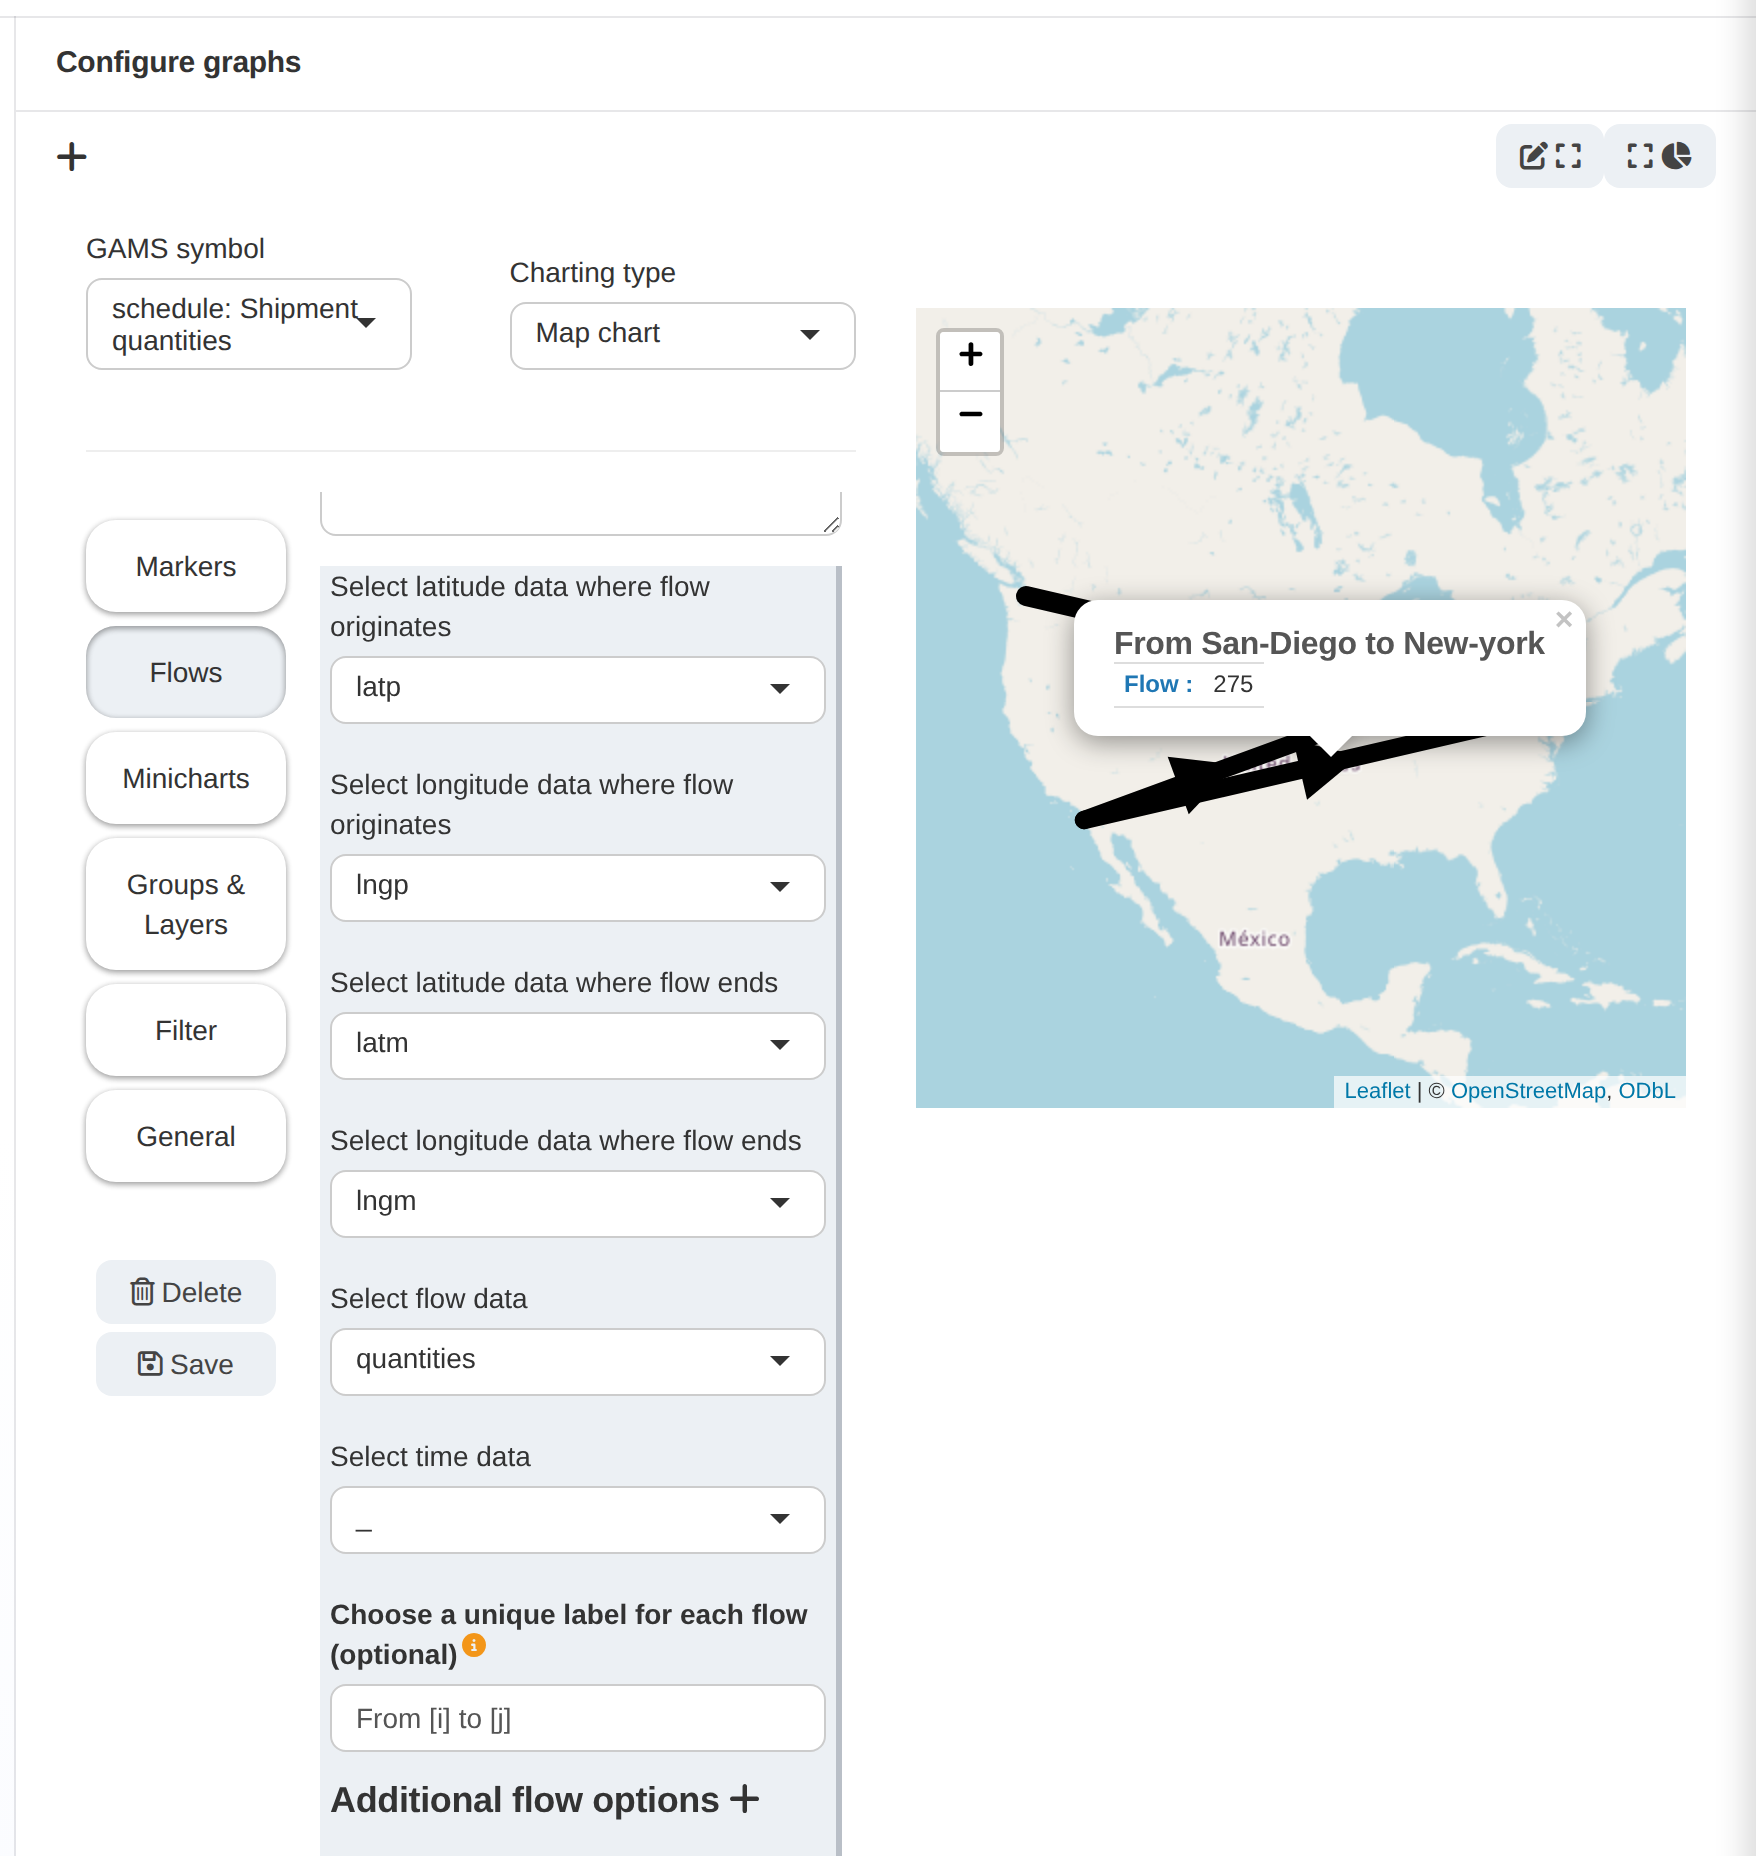 Configure graphs
GAMS symbol
schedule: Shipment
quantities
Charting type
Map chart
Markers
Flows
Minicharts
Groups &
Layers
Filter
General
Delete
Save
Select latitude data where flow
originates
latp
Select longitude data where flow
originates
lngp
Select latitude data where flow ends
latm
Select longitude data where flow ends
lngm
Select flow data
quantities
Select time data
_
Choose a unique label for each flow
(optional)
From [i] to [j]
Additional flow options +
+
−
From San-Diego to New-york
×
Flow : 275
México
Leaflet | © OpenStreetMap, ODbL